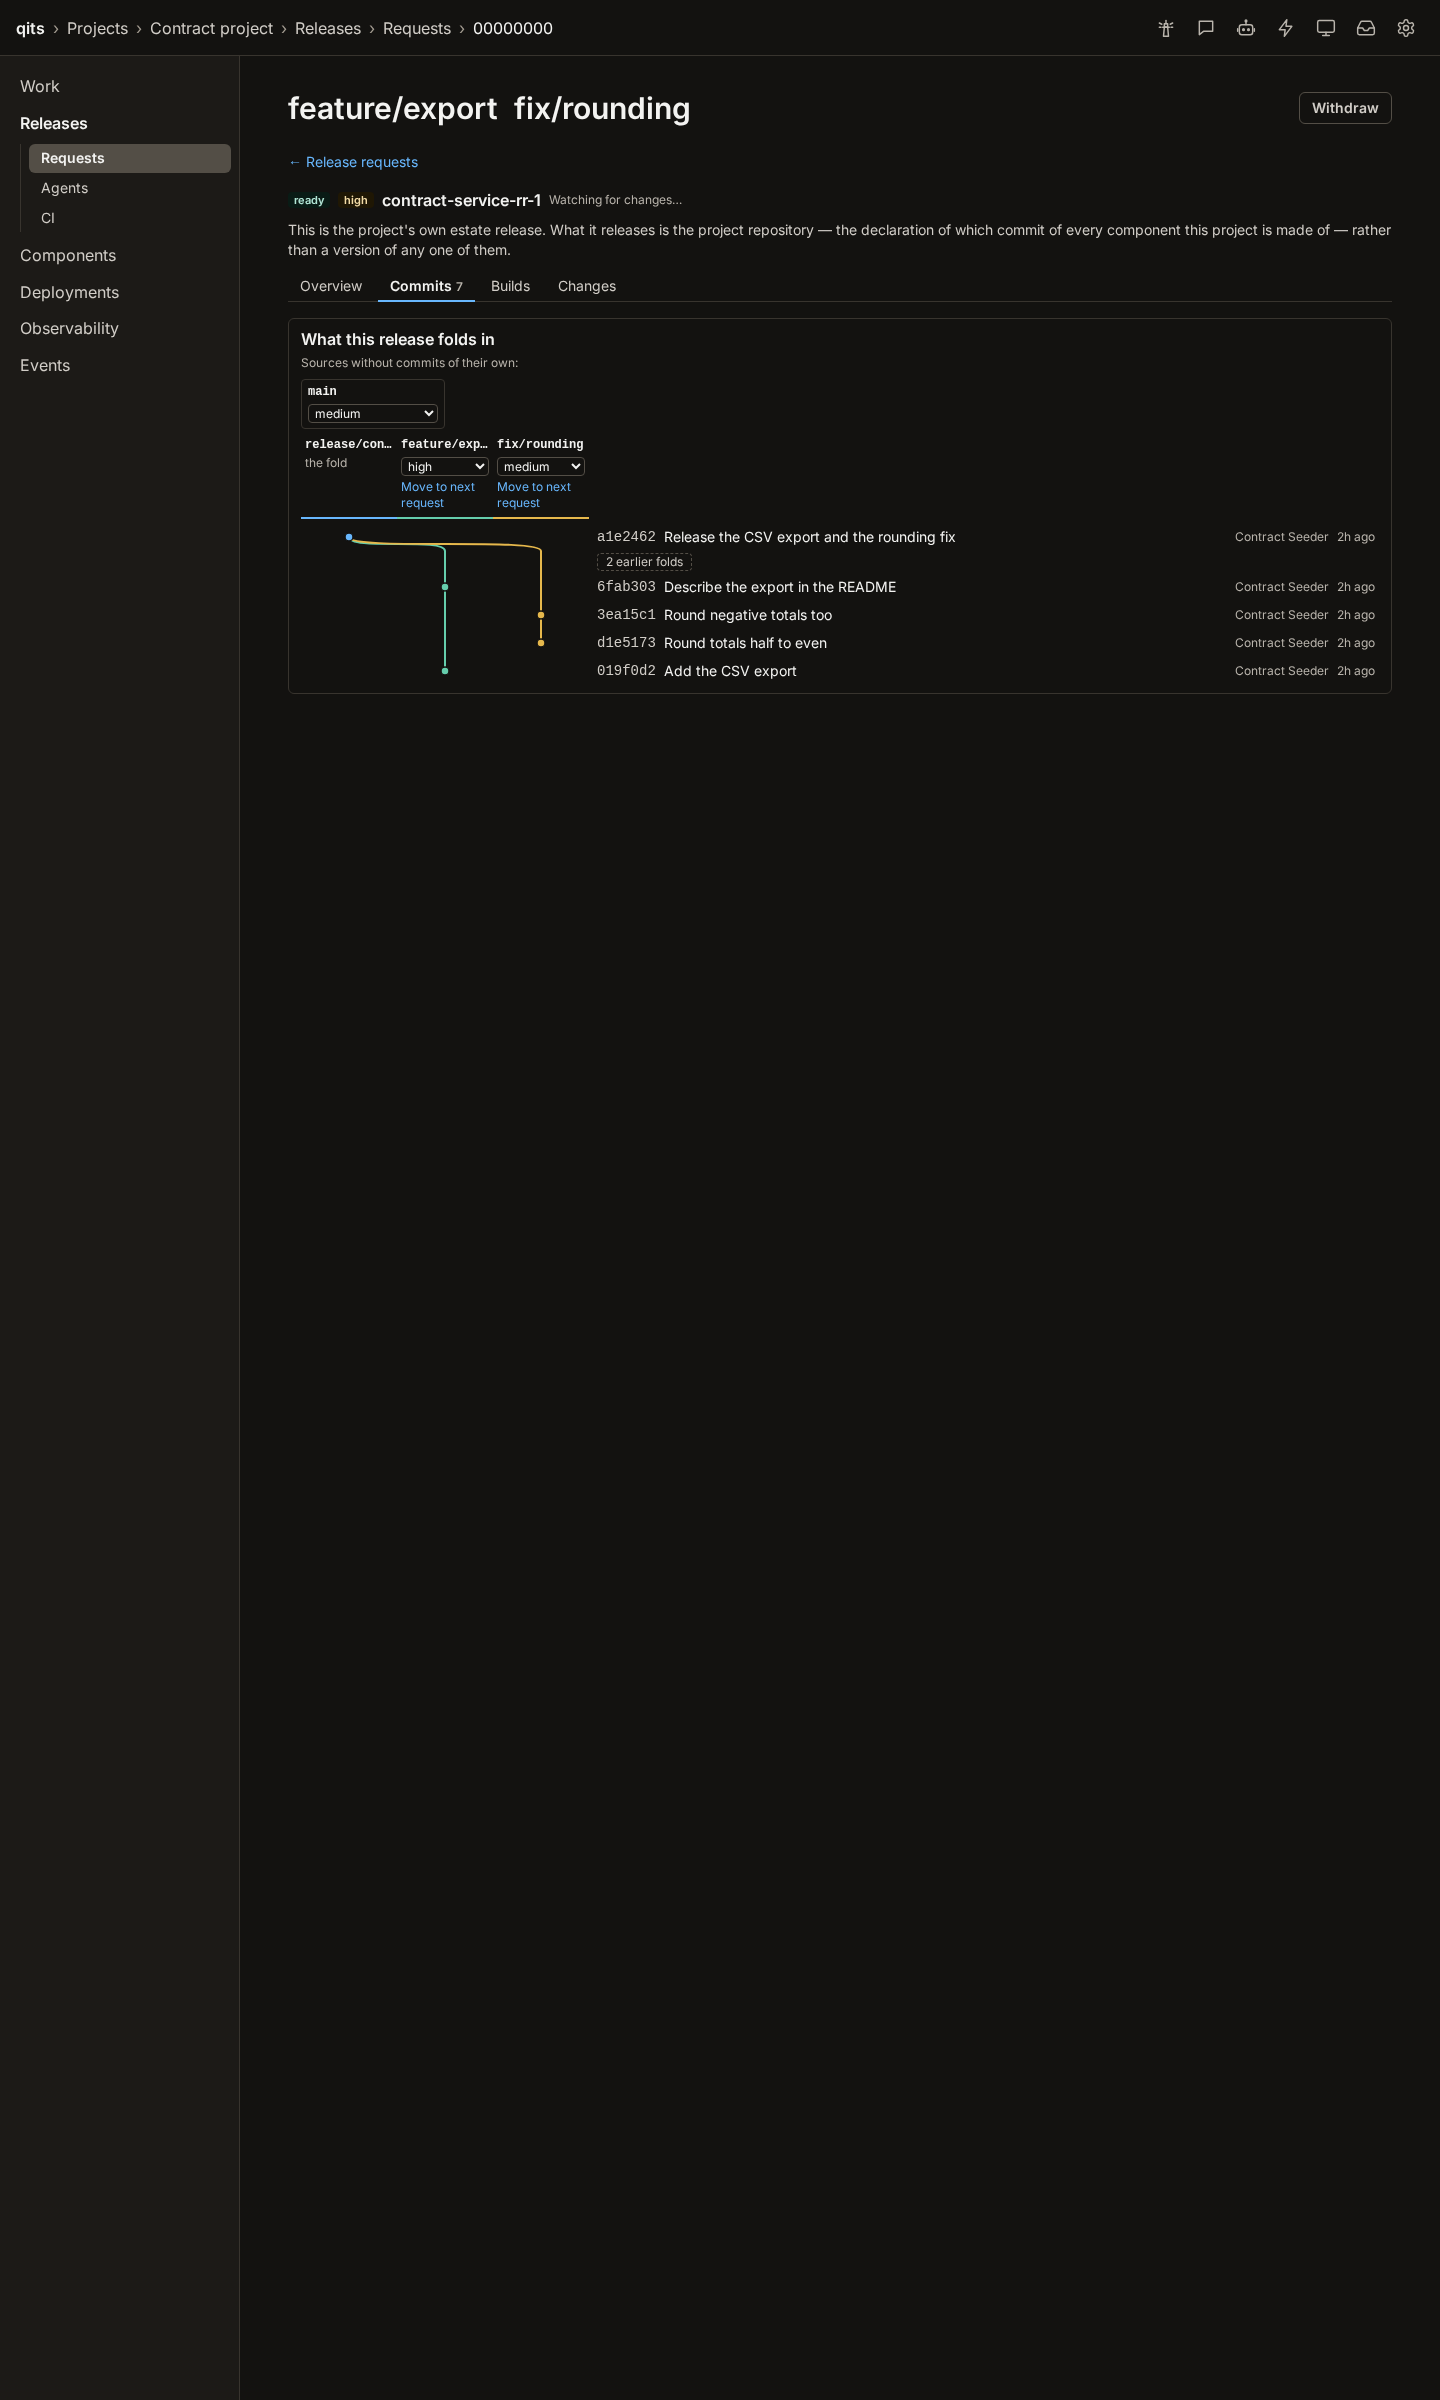 qits › Projects › Contract project › Releases › Requests › 00000000
Work
Releases
Requests
Agents
CI
Components
Deployments
Observability
Events
feature/export fix/rounding
Withdraw
← Release requests
ready high contract-service-rr-1 Watching for changes…
This is the project's own estate release. What it releases is the project repository — the declaration of which commit of every component this project is made of — rather
than a version of any one of them.
Overview Commits 7 Builds Changes
What this release folds in
Sources without commits of their own:
main
medium
release/con… feature/exp… fix/rounding
the fold high medium
Move to next request Move to next request
a1e2462 Release the CSV export and the rounding fix Contract Seeder 2h ago
2 earlier folds
6fab303 Describe the export in the README Contract Seeder 2h ago
3ea15c1 Round negative totals too Contract Seeder 2h ago
d1e5173 Round totals half to even Contract Seeder 2h ago
019f0d2 Add the CSV export Contract Seeder 2h ago